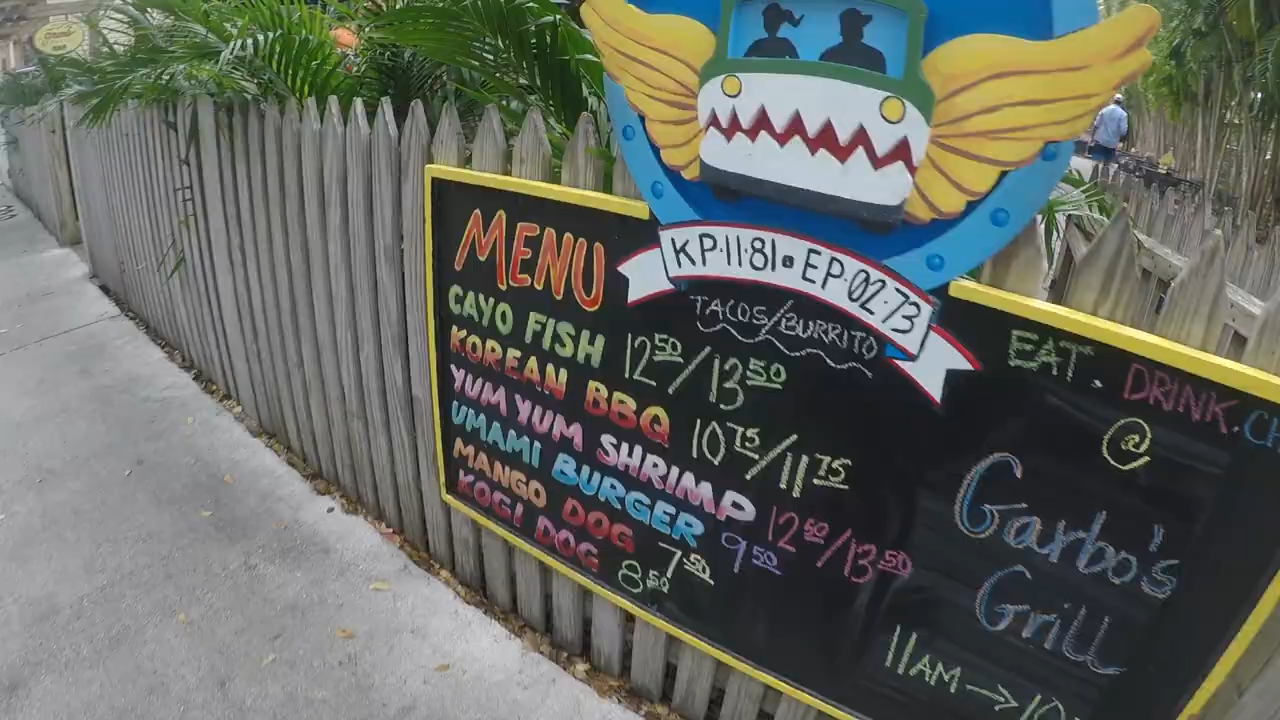 KP·11·81 EP·02·73
MENU
TACOS/BURRITO
CAYO FISH 12 50/13 50
KOREAN BBQ 10 75/11 75
YUM YUM SHRIMP 12 50/13 50
UMAMI BURGER 9 50
MANGO DOG 7 50
KOGI DOG 8 50
EAT. DRINK.
@
Garbo's
Grill
11AM → 10